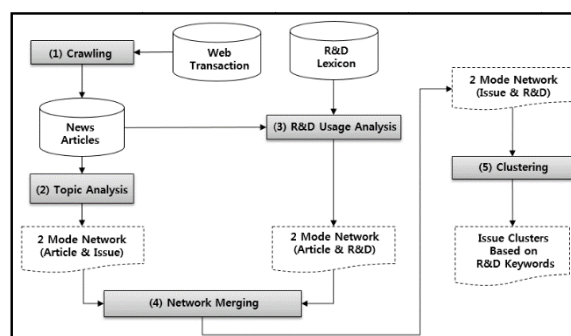 (1) Crawling
Web
Transaction
R&D
Lexicon
News
Articles
(3) R&D Usage Analysis
(2) Topic Analysis
2 Mode Network
(Article & Issue)
2 Mode Network
(Article & R&D)
(4) Network Merging
2 Mode Network
(Issue & R&D)
(5) Clustering
Issue Clusters
Based on
R&D Keywords